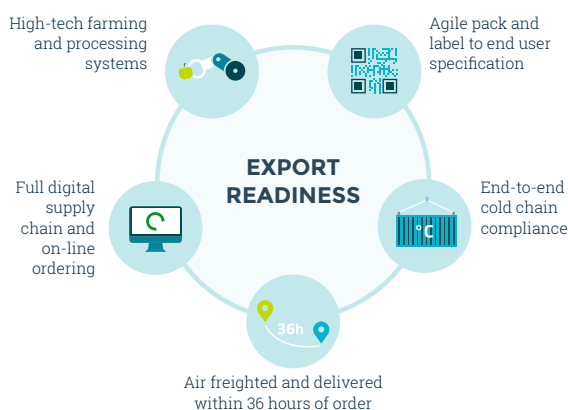 High-tech farming
and processing
systems
Agile pack and
label to end user
specification
EXPORT
READINESS
Full digital
supply
chain and
on-line
ordering
End-to-end
cold chain
compliance
°C
36h
Air freighted and delivered
within 36 hours of order